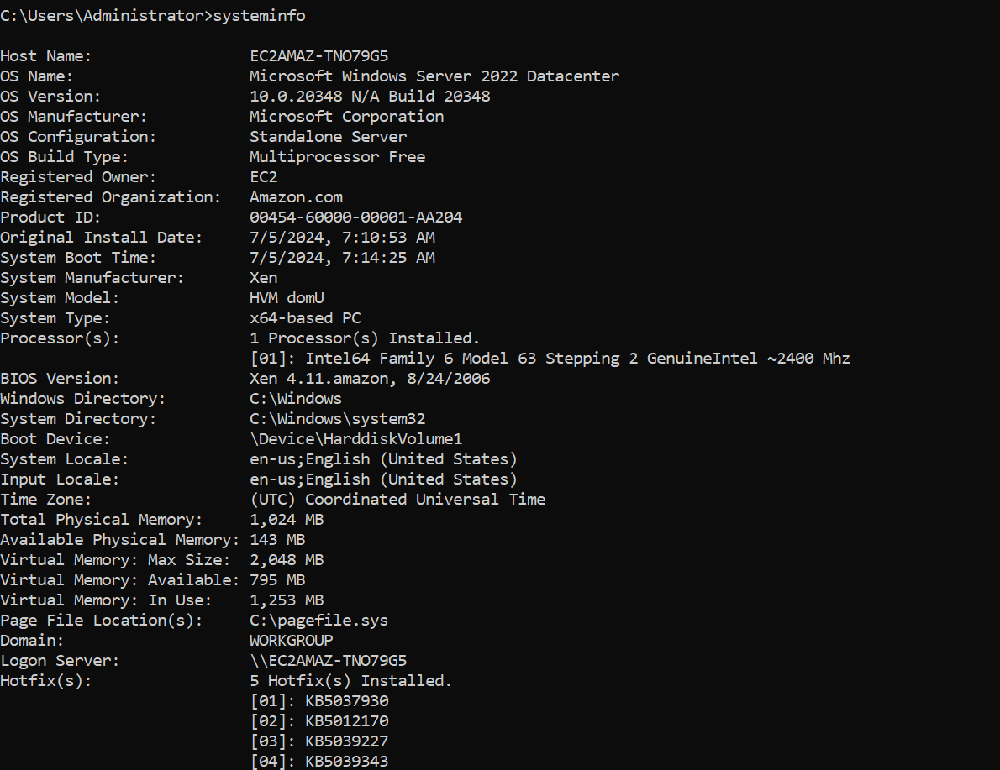 C:\Users\Administrator>systeminfo
Host Name: EC2AMAZ-TNO79G5
OS Name: Microsoft Windows Server 2022 Datacenter
OS Version: 10.0.20348 N/A Build 20348
OS Manufacturer: Microsoft Corporation
OS Configuration: Standalone Server
OS Build Type: Multiprocessor Free
Registered Owner: EC2
Registered Organization: Amazon.com
Product ID: 00454-60000-00001-AA204
Original Install Date: 7/5/2024, 7:10:53 AM
System Boot Time: 7/5/2024, 7:14:25 AM
System Manufacturer: Xen
System Model: HVM domU
System Type: x64-based PC
Processor(s): 1 Processor(s) Installed.
[01]: Intel64 Family 6 Model 63 Stepping 2 GenuineIntel ~2400 Mhz
BIOS Version: Xen 4.11.amazon, 8/24/2006
Windows Directory: C:\Windows
System Directory: C:\Windows\system32
Boot Device: \Device\HarddiskVolume1
System Locale: en-us;English (United States)
Input Locale: en-us;English (United States)
Time Zone: (UTC) Coordinated Universal Time
Total Physical Memory: 1,024 MB
Available Physical Memory: 143 MB
Virtual Memory: Max Size: 2,048 MB
Virtual Memory: Available: 795 MB
Virtual Memory: In Use: 1,253 MB
Page File Location(s): C:\pagefile.sys
Domain: WORKGROUP
Logon Server: \\EC2AMAZ-TNO79G5
Hotfix(s): 5 Hotfix(s) Installed.
[01]: KB5037930
[02]: KB5012170
[03]: KB5039227
[04]: KB5039343